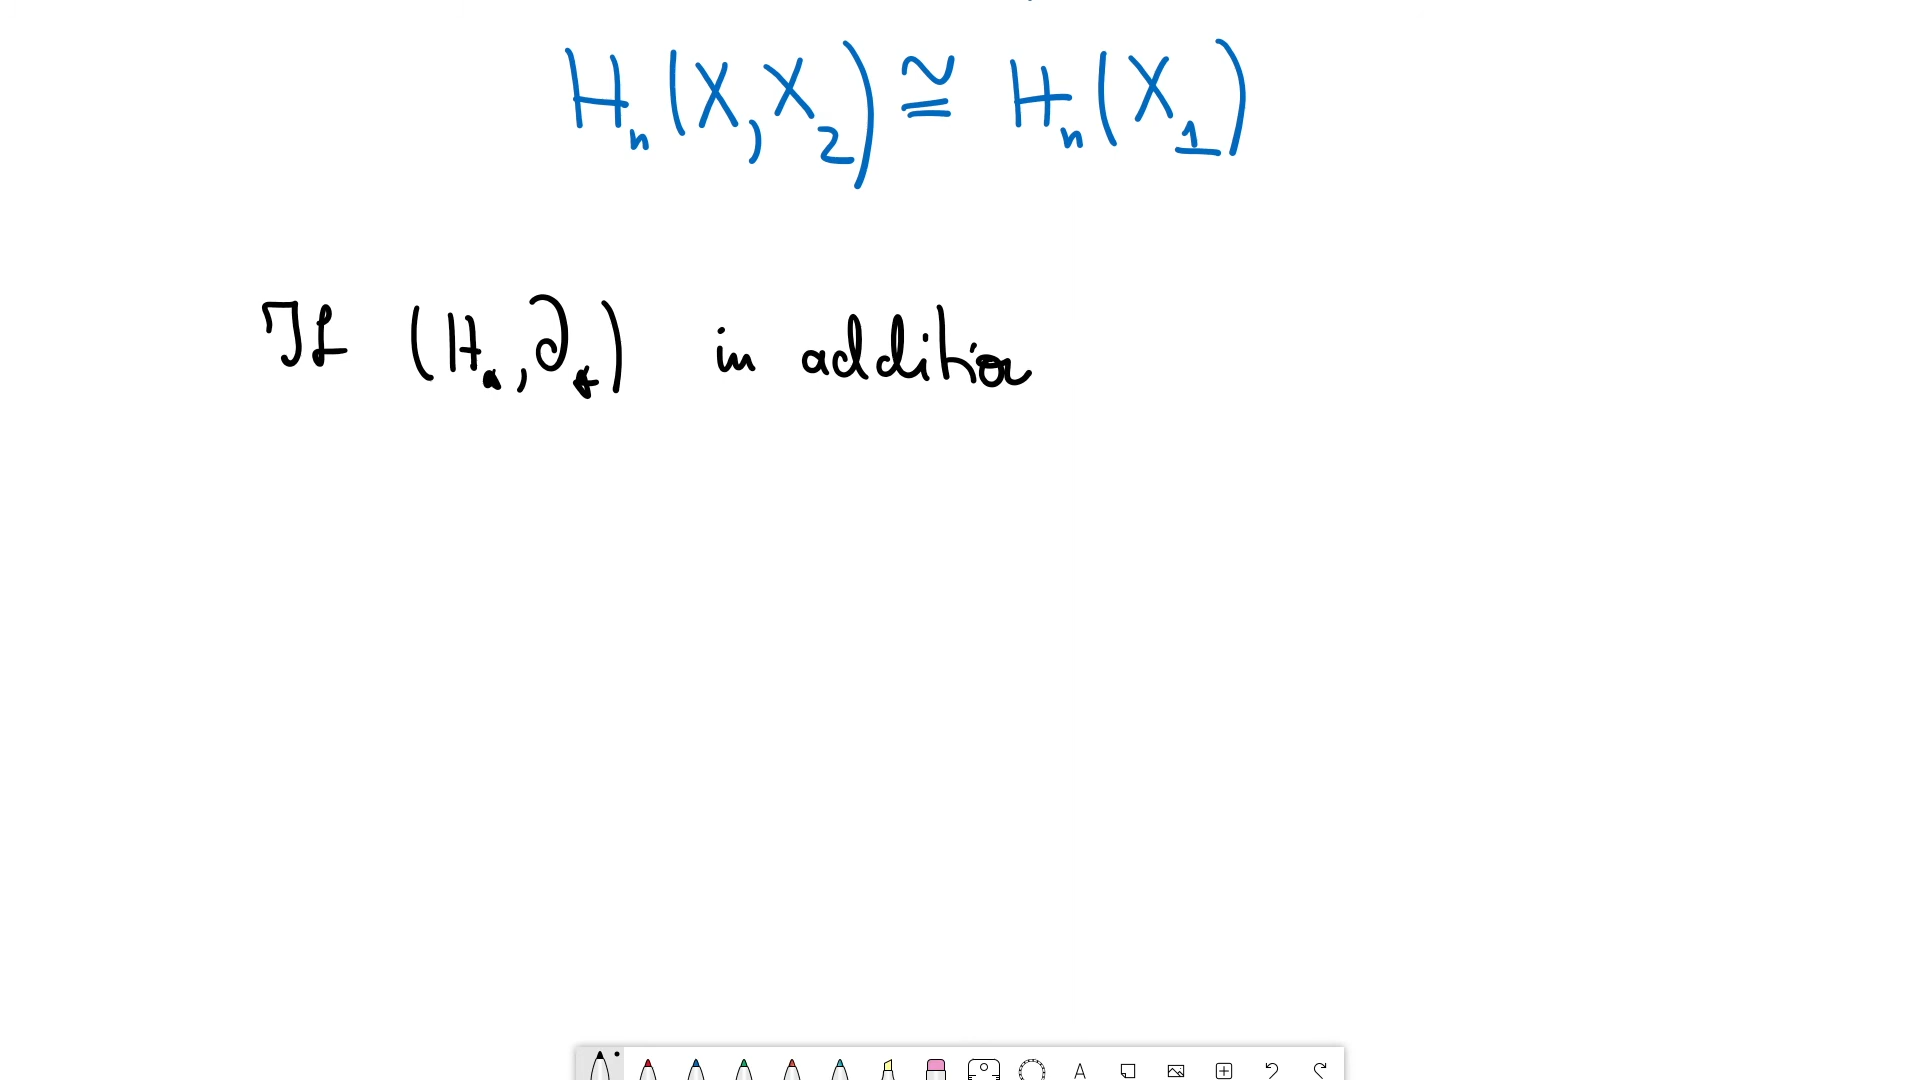 Hₙ(X, X₂) ≅ Hₙ(X₁)
If (H₊, ∂₊) in addition